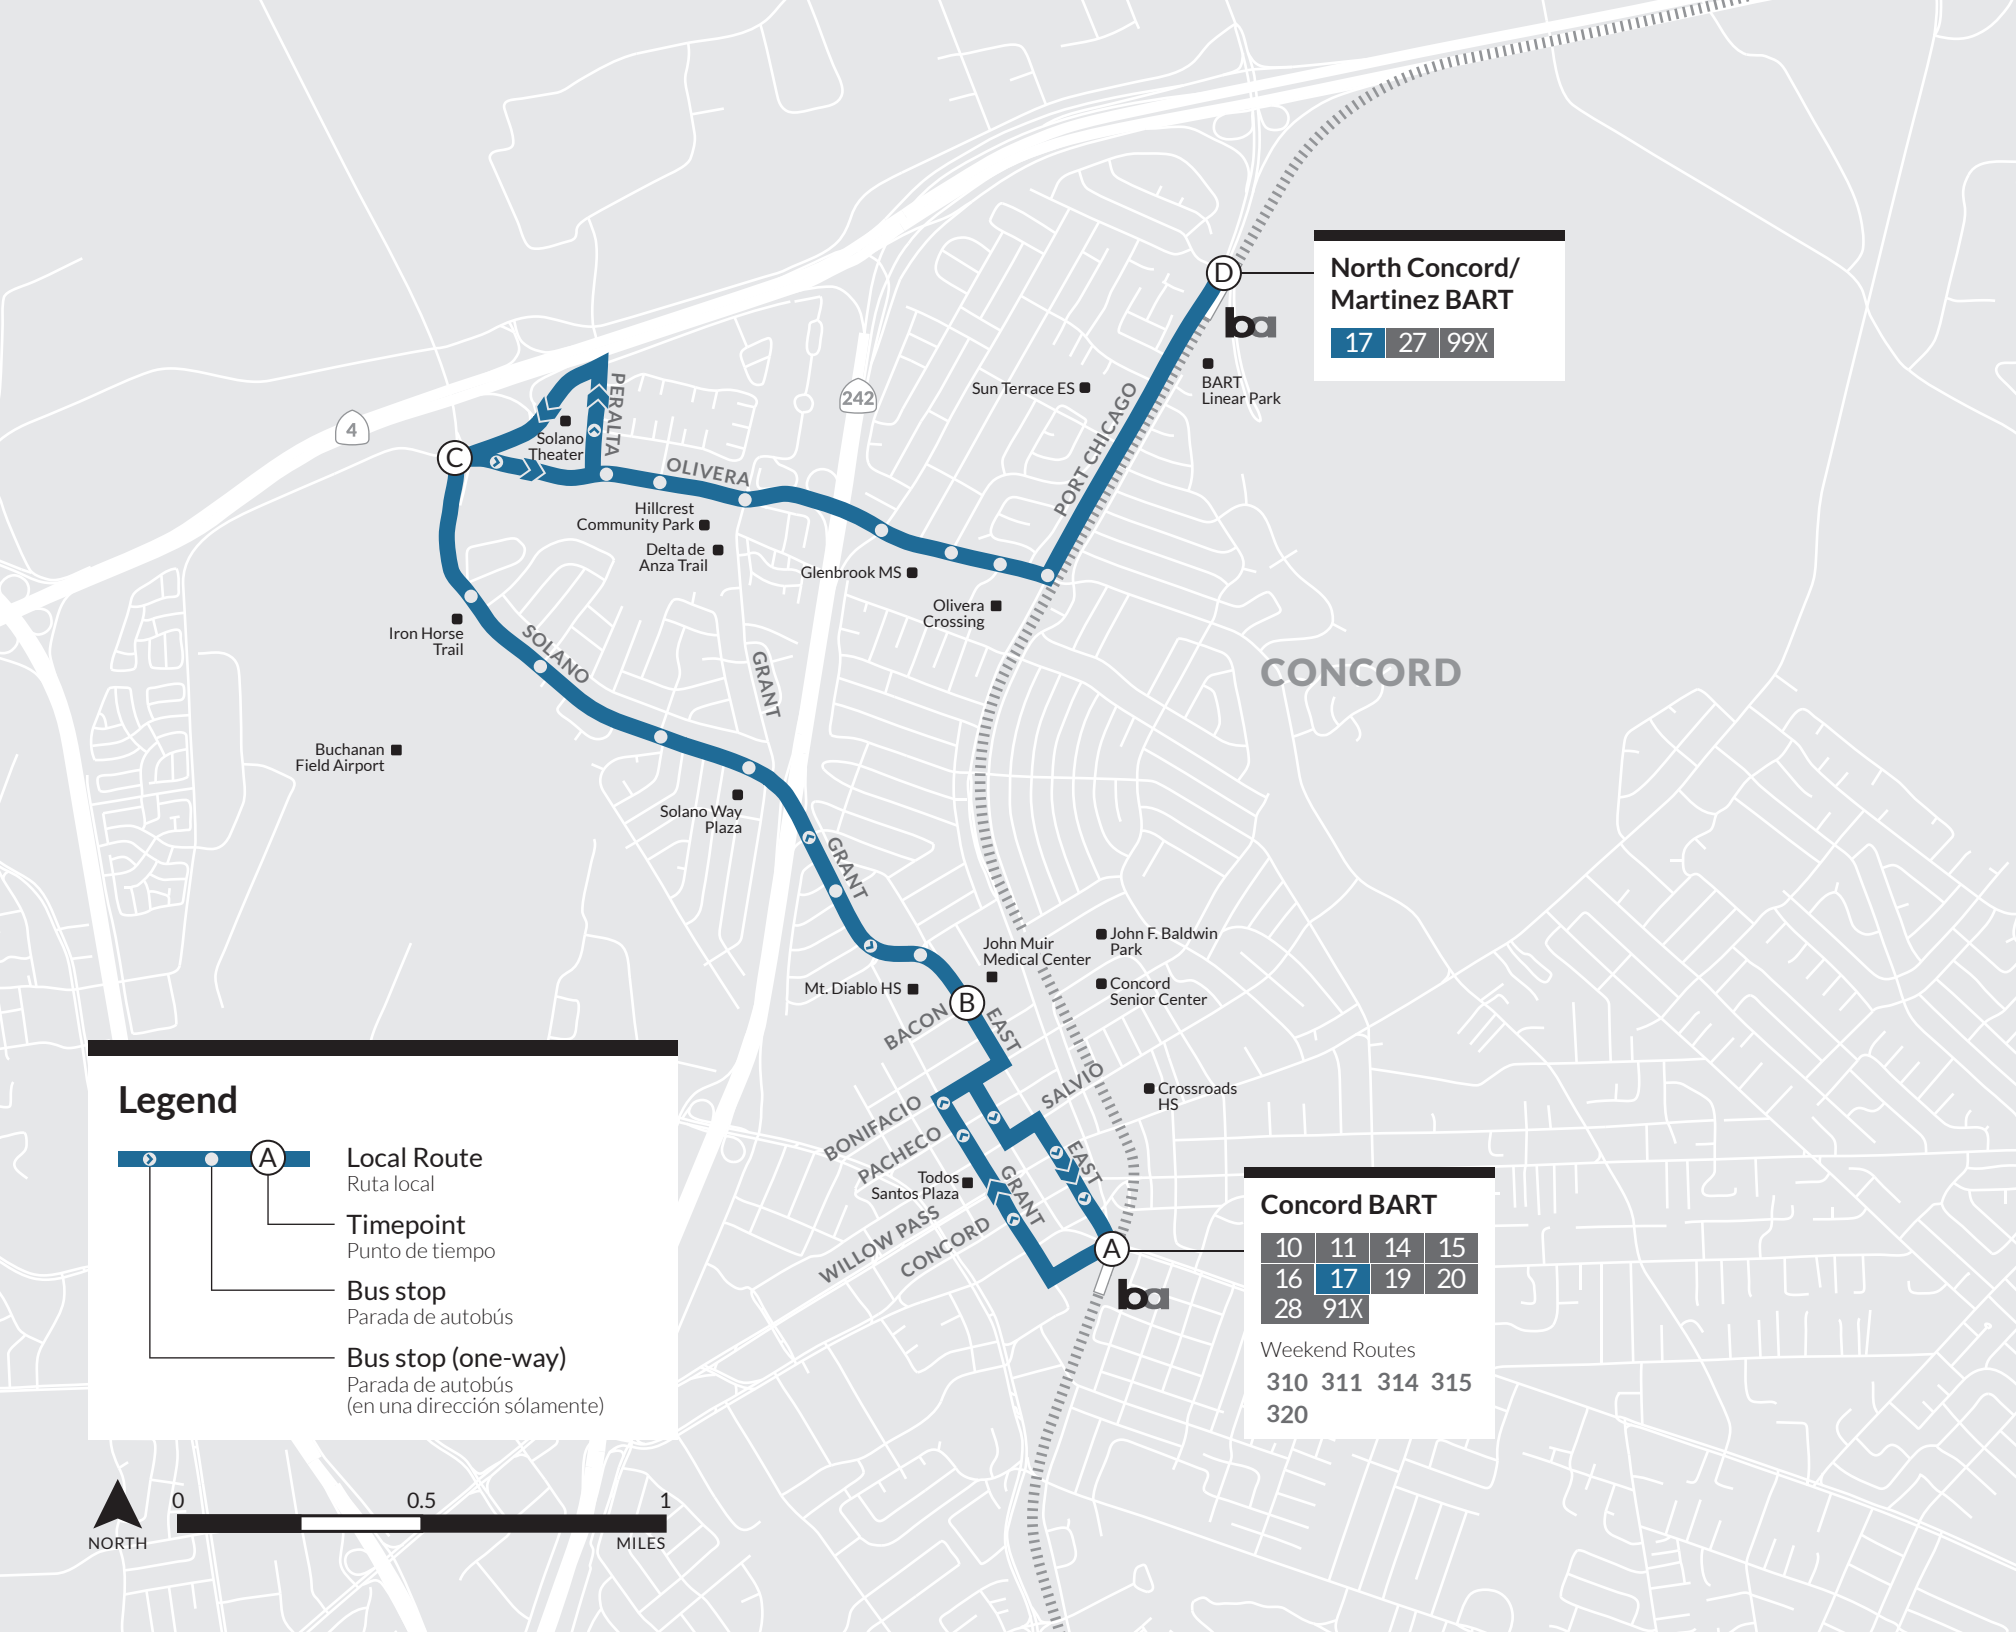 North Concord/
Martinez BART
17 27 99X
D
ba
BART
Linear Park
Sun Terrace ES
PORT CHICAGO
242
4
PERALTA
Solano
Theater
C
OLIVERA
Hillcrest
Community Park
Delta de
Anza Trail
Glenbrook MS
Olivera
Crossing
Iron Horse
Trail
SOLANO
GRANT
CONCORD
Buchanan
Field Airport
Solano Way
Plaza
GRANT
John F. Baldwin
Park
John Muir
Medical Center
Concord
Senior Center
Mt. Diablo HS
B
BACON
EAST
SALVIO
Crossroads
HS
BONIFACIO
PACHECO
EAST
Todos
Santos Plaza
GRANT
WILLOW PASS
CONCORD
A
ba
Concord BART
10 11 14 15
16 17 19 20
28 91X
Weekend Routes
310 311 314 315
320
Legend
A
Local Route
Ruta local
Timepoint
Punto de tiempo
Bus stop
Parada de autobús
Bus stop (one-way)
Parada de autobús
(en una dirección sólamente)
0 0.5 1
NORTH
MILES